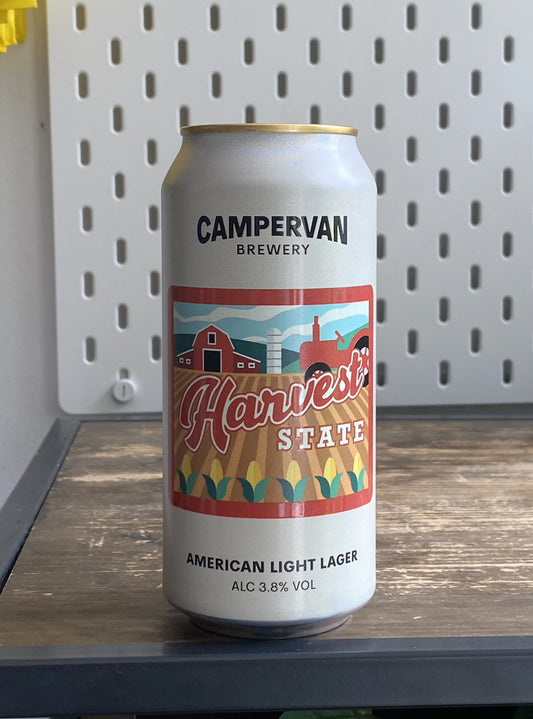 CAMPERVAN
BREWERY
Harvest
STATE
AMERICAN LIGHT LAGER
ALC 3.8% VOL